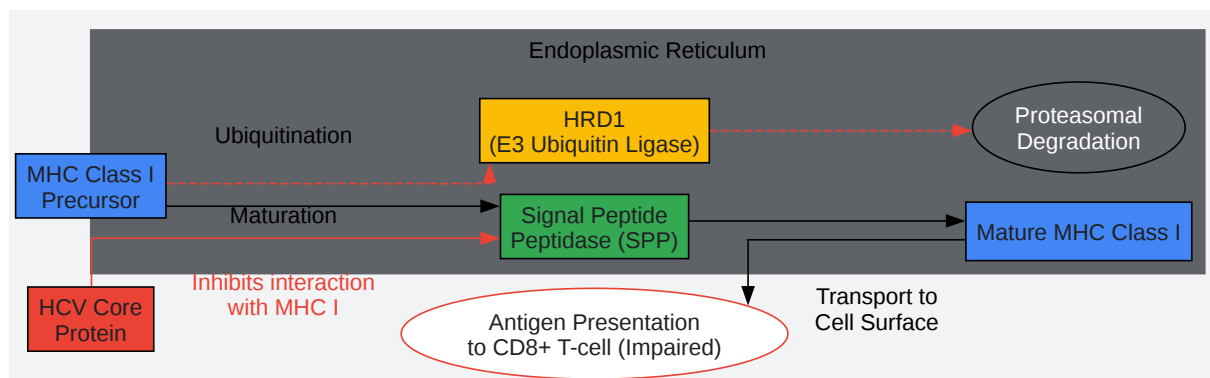 Endoplasmic Reticulum
HRD1
(E3 Ubiquitin Ligase)
Proteasomal
Degradation
Ubiquitination
MHC Class I
Precursor
Maturation
Signal Peptide
Peptidase (SPP)
Mature MHC Class I
Inhibits interaction
with MHC I
HCV Core
Protein
Antigen Presentation
to CD8+ T-cell (Impaired)
Transport to
Cell Surface